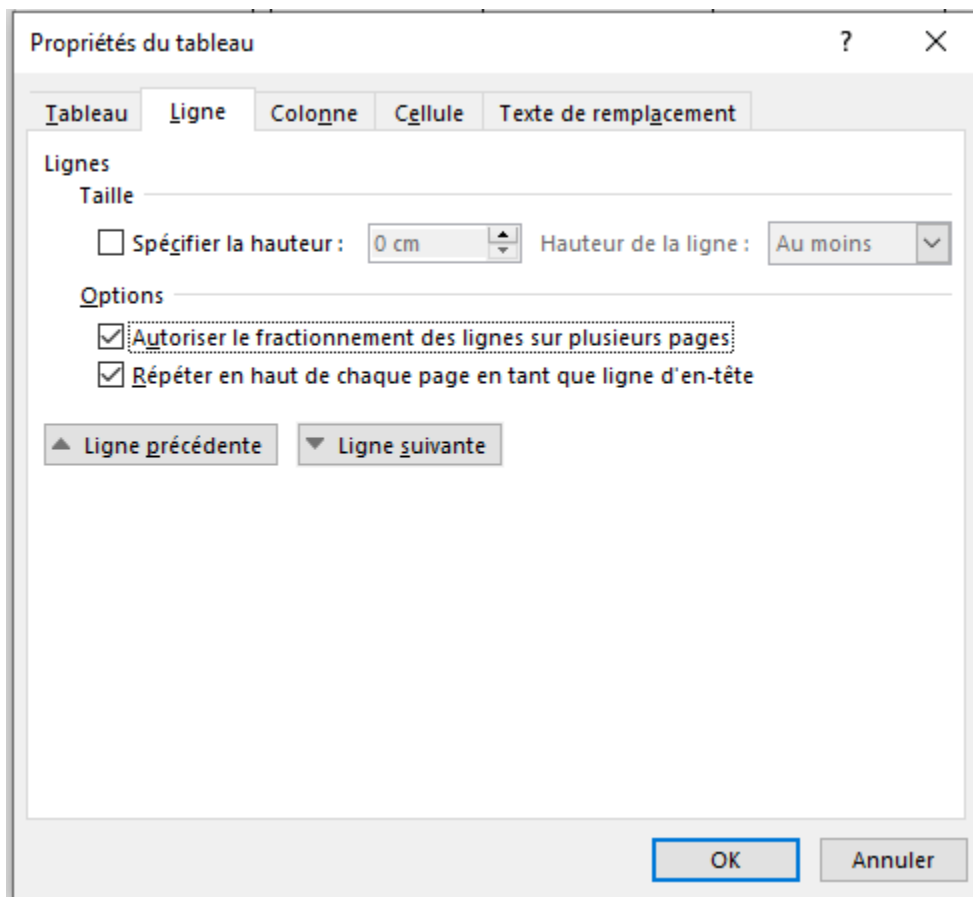 Propriétés du tableau ?
Tableau Ligne Colonne Cellule Texte de remplacement
Lignes
Taille
Spécifier la hauteur : 0 cm Hauteur de la ligne : Au moins
Options
Autoriser le fractionnement des lignes sur plusieurs pages
Répéter en haut de chaque page en tant que ligne d'en-tête
Ligne précédente Ligne suivante
OK Annuler